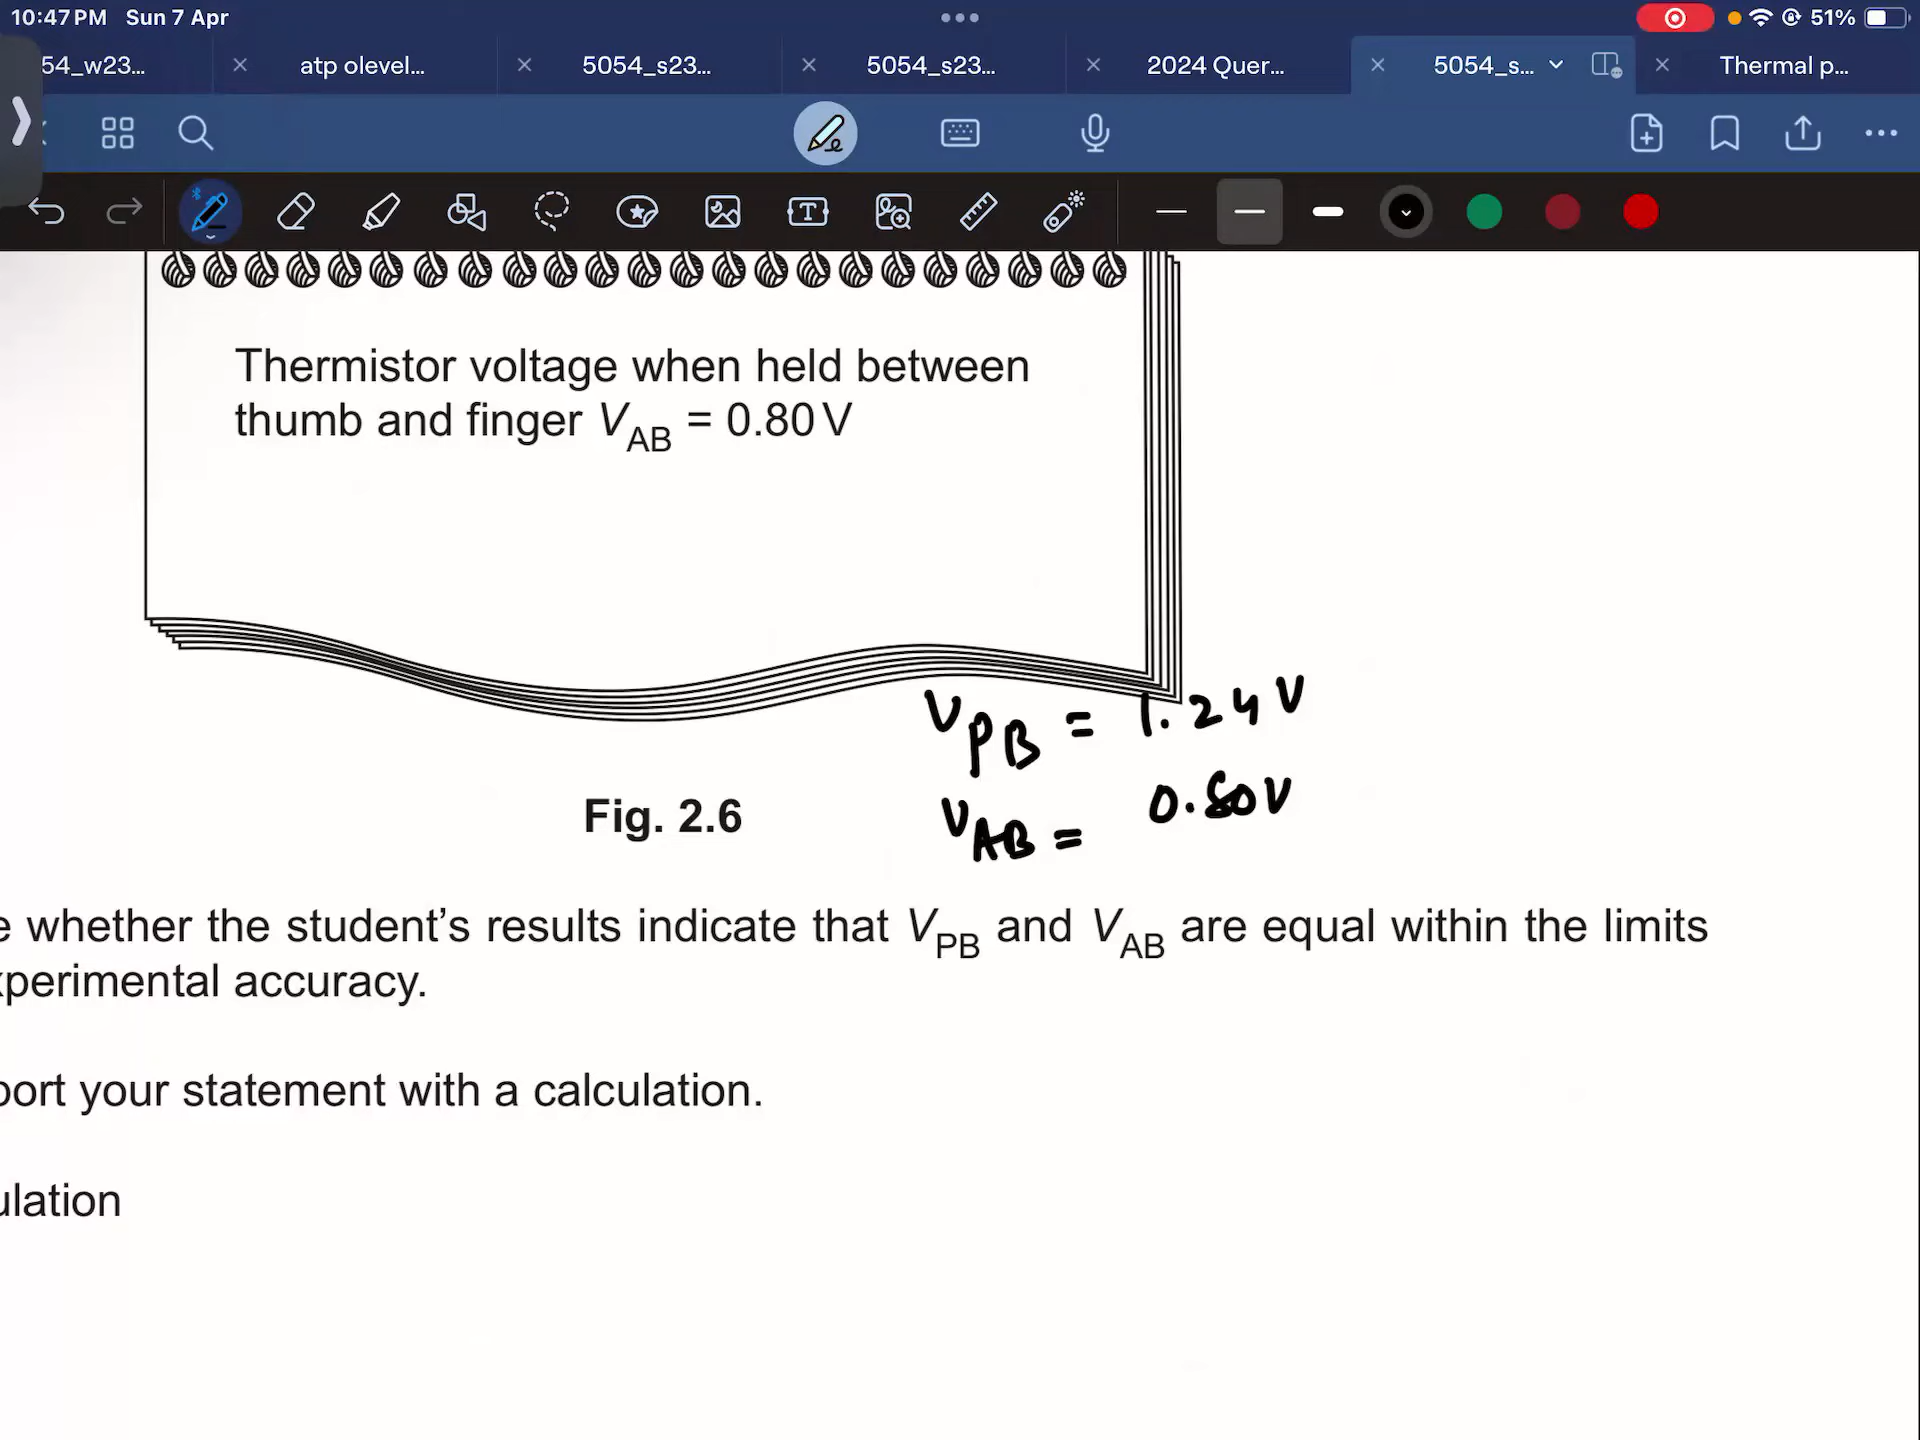 10:47 PM Sun 7 Apr
51%
54_w23...
atp olevel...
5054_s23...
5054_s23...
2024 Quer...
5054_s...
Thermal p...
Thermistor voltage when held between
thumb and finger VAB = 0.80 V
VPB = 1.24 V
Fig. 2.6
VAB = 0.80V
e whether the student's results indicate that VPB and VAB are equal within the limits
xperimental accuracy.
port your statement with a calculation.
ulation